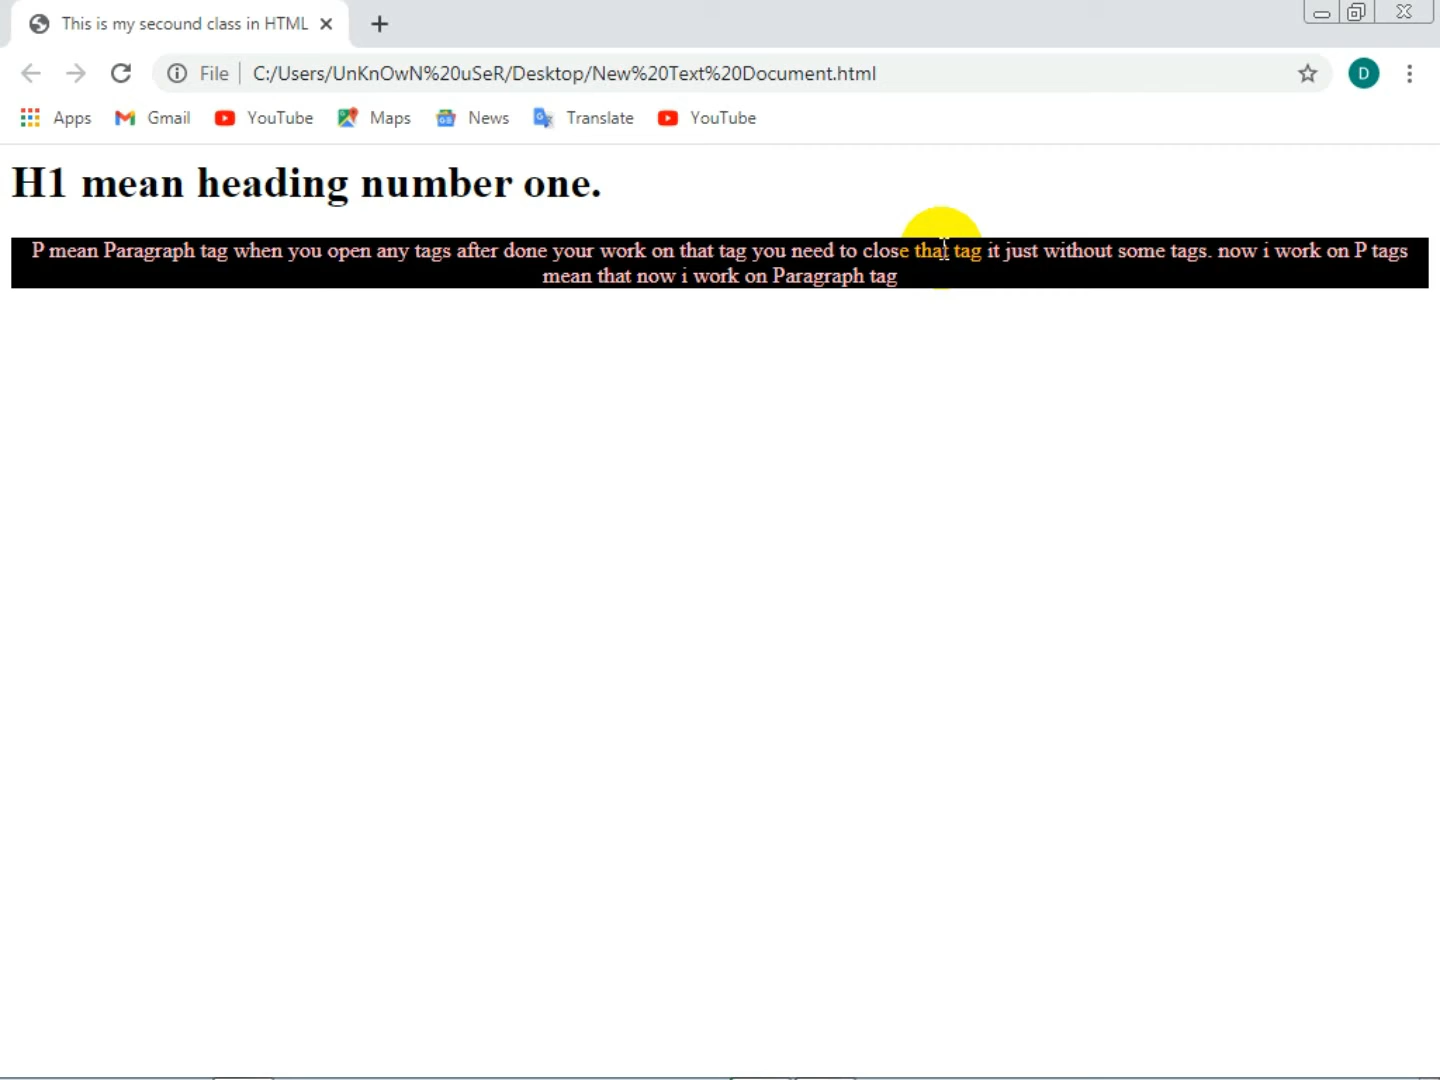 This is my secound class in HTML
File C:/Users/UnKnOwN%20uSeR/Desktop/New%20Text%20Document.html D
Apps Gmail YouTube Maps News Translate YouTube
H1 mean heading number one.
P mean Paragraph tag when you open any tags after done your work on that tag you need to close that tag it just without some tags. now i work on P tags
mean that now i work on Paragraph tag